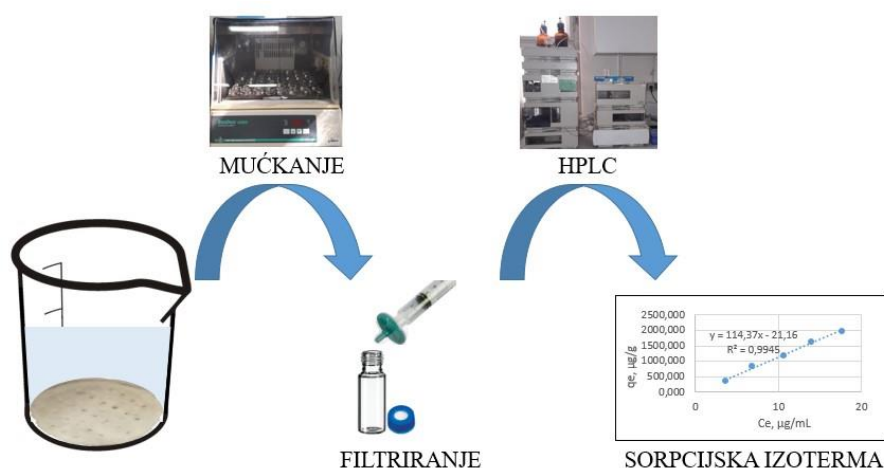 MUĆKANJE
HPLC
FILTRIRANJE
2500,000
2000,000
1500,000
1000,000
500,000
0,000
qe, µg/g
y = 114,37x - 21,16
R² = 0,9945
0
10
20
Ce, µg/mL
SORPCIJSKA IZOTERMA